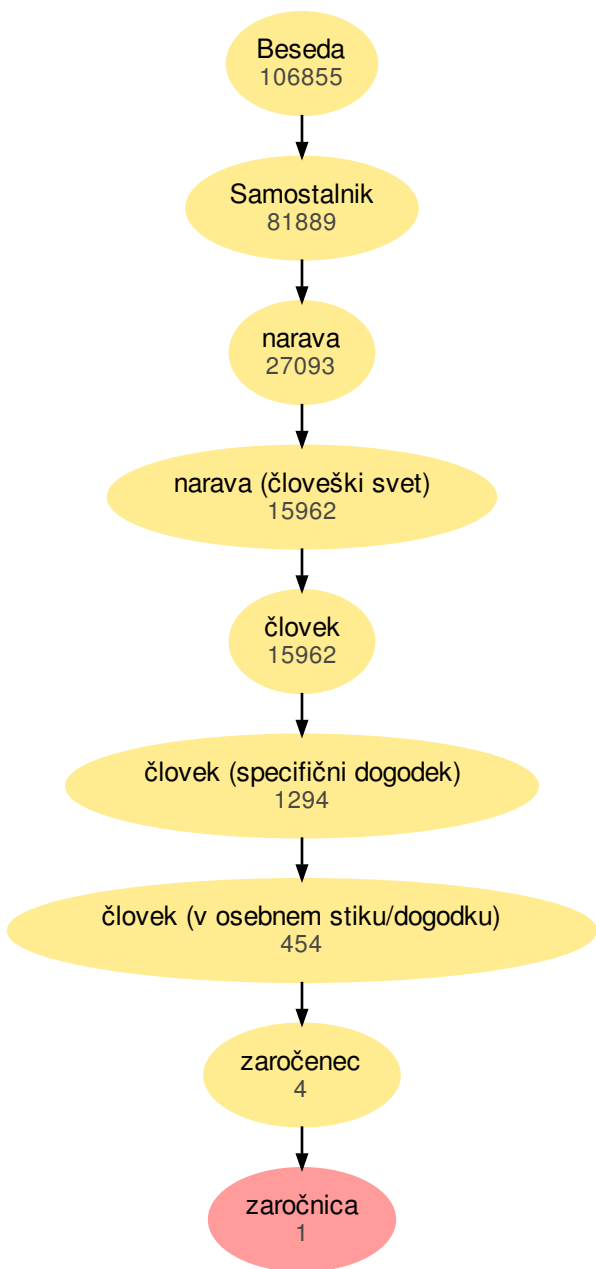 Beseda
106855
Samostalnik
81889
narava
27093
narava (človeški svet)
15962
človek
15962
človek (specifični dogodek)
1294
človek (v osebnem stiku/dogodku)
454
zaročenec
4
zaročnica
1